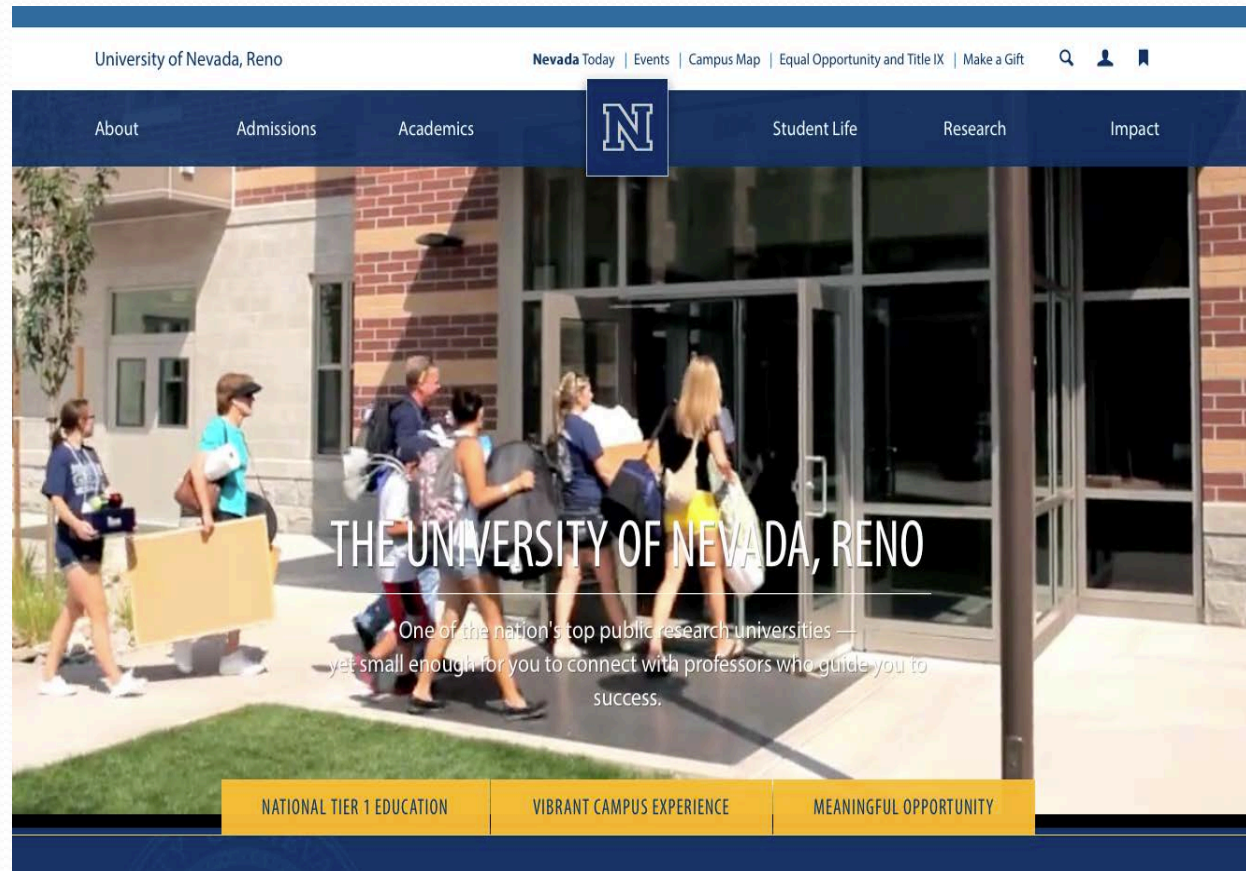 University of Nevada, Reno
Nevada Today | Events | Campus Map | Equal Opportunity and Title IX | Make a Gift
About Admissions Academics N Student Life Research Impact
THE UNIVERSITY OF NEVADA, RENO
One of the nation's top public research universities —
yet small enough for you to connect with professors who guide you to
success.
NATIONAL TIER 1 EDUCATION VIBRANT CAMPUS EXPERIENCE MEANINGFUL OPPORTUNITY